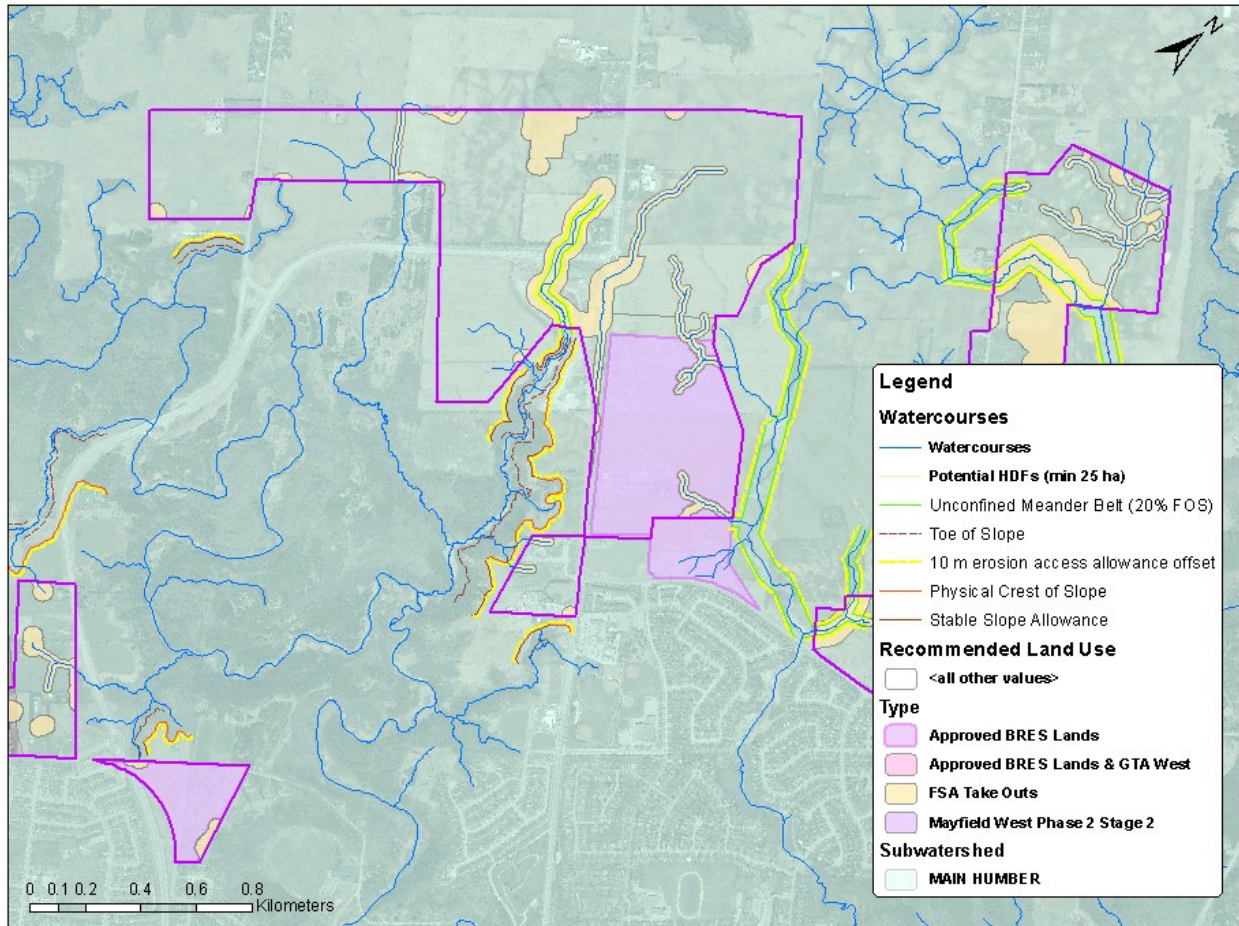 N
Legend
Watercourses
Watercourses
Potential HDFs (min 25 ha)
Unconfined Meander Belt (20% FOS)
Toe of Slope
10 m erosion access allowance offset
Physical Crest of Slope
Stable Slope Allowance
Recommended Land Use
<all other values>
Type
Approved BRES Lands
Approved BRES Lands & GTA West
FSA Take Outs
Mayfield West Phase 2 Stage 2
Subwatershed
MAIN HUMBER
0 0.1 0.2 0.4 0.6 0.8
Kilometers